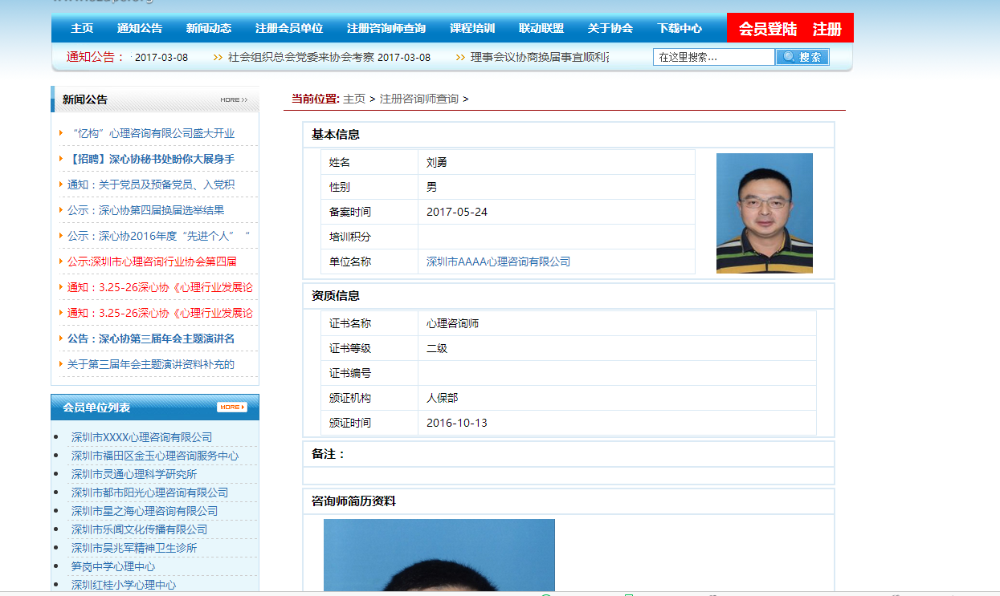 主页 通知公告 新闻动态 注册会员单位 注册咨询师查询 课程培训 联动联盟 关于协会 下载中心 会员登陆 注册
通知公告： 2017-03-08 社会组织总会党委来协会考察 2017-03-08 理事会议协商换届事宜顺利 在这里搜索... 搜索
新闻公告 MORE
“忆构”心理咨询有限公司盛大开业
【招聘】深心协秘书处盼你大展身手
通知：关于党员及预备党员、入党积
公示：深心协第四届换届选举结果
公示：深心协2016年度“先进个人” “
公示:深圳市心理咨询行业协会第四届
通知：3.25-26深心协《心理行业发展论
通知：3.25-26深心协《心理行业发展论
公告：深心协第三届年会主题演讲名
关于第三届年会主题演讲资料补充的
会员单位列表 MORE
深圳市XXXX心理咨询有限公司
深圳市福田区金玉心理咨询服务中心
深圳市灵通心理科学研究所
深圳市都市阳光心理咨询有限公司
深圳市星之海心理咨询有限公司
深圳市乐闻文化传播有限公司
深圳市吴兆军精神卫生诊所
笋岗中学心理中心
深圳红桂小学心理中心
当前位置: 主页 > 注册咨询师查询 >
基本信息
姓名 刘勇
性别 男
备案时间 2017-05-24
培训积分
单位名称 深圳市AAAA心理咨询有限公司
资质信息
证书名称 心理咨询师
证书等级 二级
证书编号
颁证机构 人保部
颁证时间 2016-10-13
备注：
咨询师简历资料